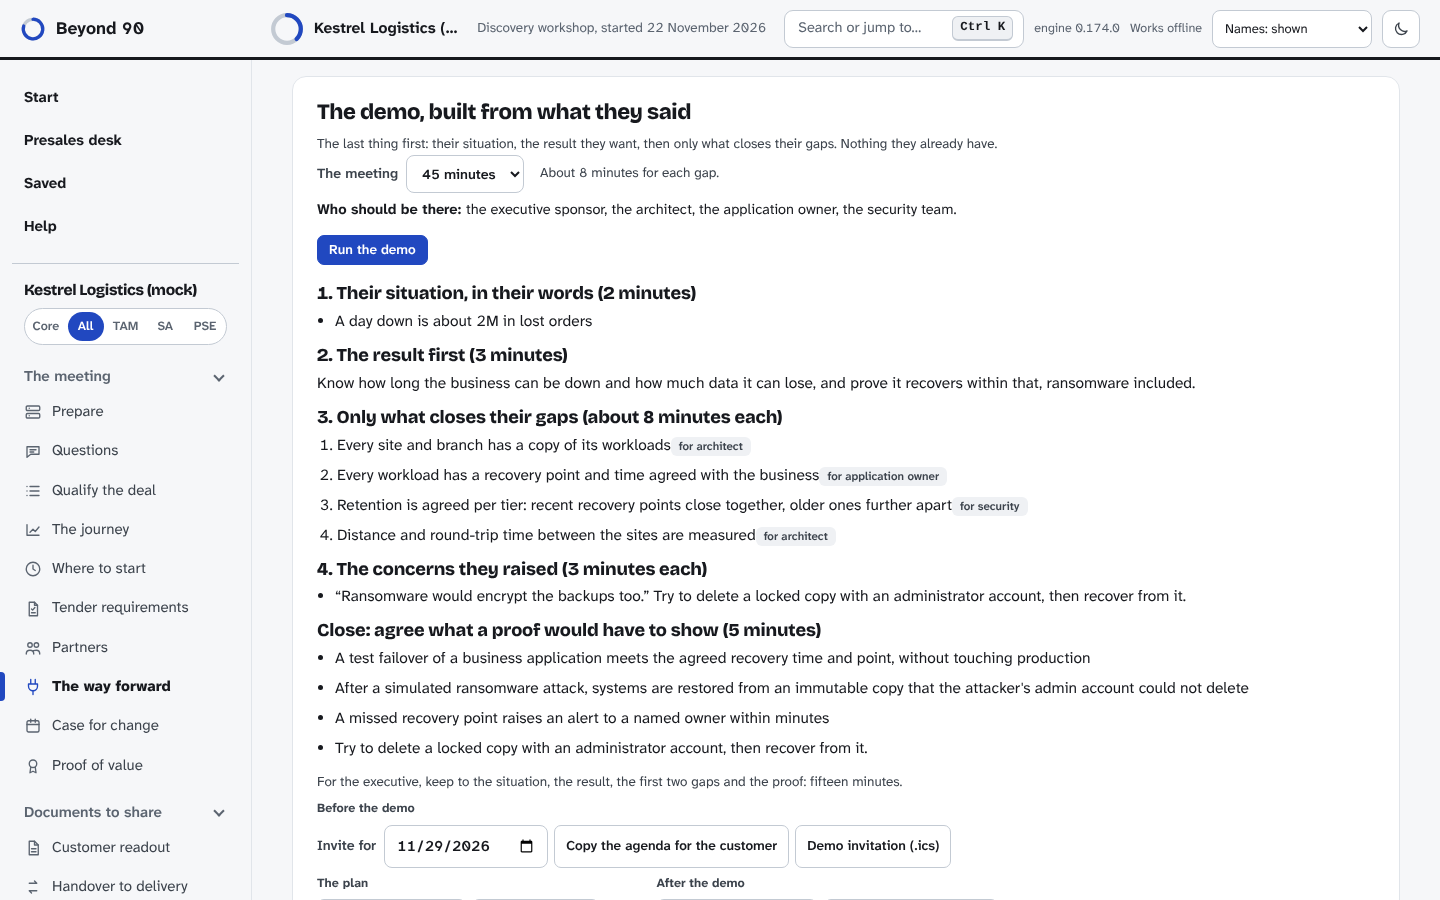 Beyond 90
Kestrel Logistics (...
Discovery workshop, started 22 November 2026
Search or jump to...
Ctrl K
engine 0.174.0
Works offline
Names: shown
Start
Presales desk
Saved
Help
Kestrel Logistics (mock)
Core
All
TAM
SA
PSE
The meeting
Prepare
Questions
Qualify the deal
The journey
Where to start
Tender requirements
Partners
The way forward
Case for change
Proof of value
Documents to share
Customer readout
Handover to delivery
The demo, built from what they said
The last thing first: their situation, the result they want, then only what closes their gaps. Nothing they already have.
The meeting
45 minutes
About 8 minutes for each gap.
Who should be there: the executive sponsor, the architect, the application owner, the security team.
Run the demo
1. Their situation, in their words (2 minutes)
• A day down is about 2M in lost orders
2. The result first (3 minutes)
Know how long the business can be down and how much data it can lose, and prove it recovers within that, ransomware included.
3. Only what closes their gaps (about 8 minutes each)
1. Every site and branch has a copy of its workloads for architect
2. Every workload has a recovery point and time agreed with the business for application owner
3. Retention is agreed per tier: recent recovery points close together, older ones further apart for security
4. Distance and round-trip time between the sites are measured for architect
4. The concerns they raised (3 minutes each)
• “Ransomware would encrypt the backups too.” Try to delete a locked copy with an administrator account, then recover from it.
Close: agree what a proof would have to show (5 minutes)
• A test failover of a business application meets the agreed recovery time and point, without touching production
• After a simulated ransomware attack, systems are restored from an immutable copy that the attacker's admin account could not delete
• A missed recovery point raises an alert to a named owner within minutes
• Try to delete a locked copy with an administrator account, then recover from it.
For the executive, keep to the situation, the result, the first two gaps and the proof: fifteen minutes.
Before the demo
Invite for
11/29/2026
Copy the agenda for the customer
Demo invitation (.ics)
The plan
After the demo